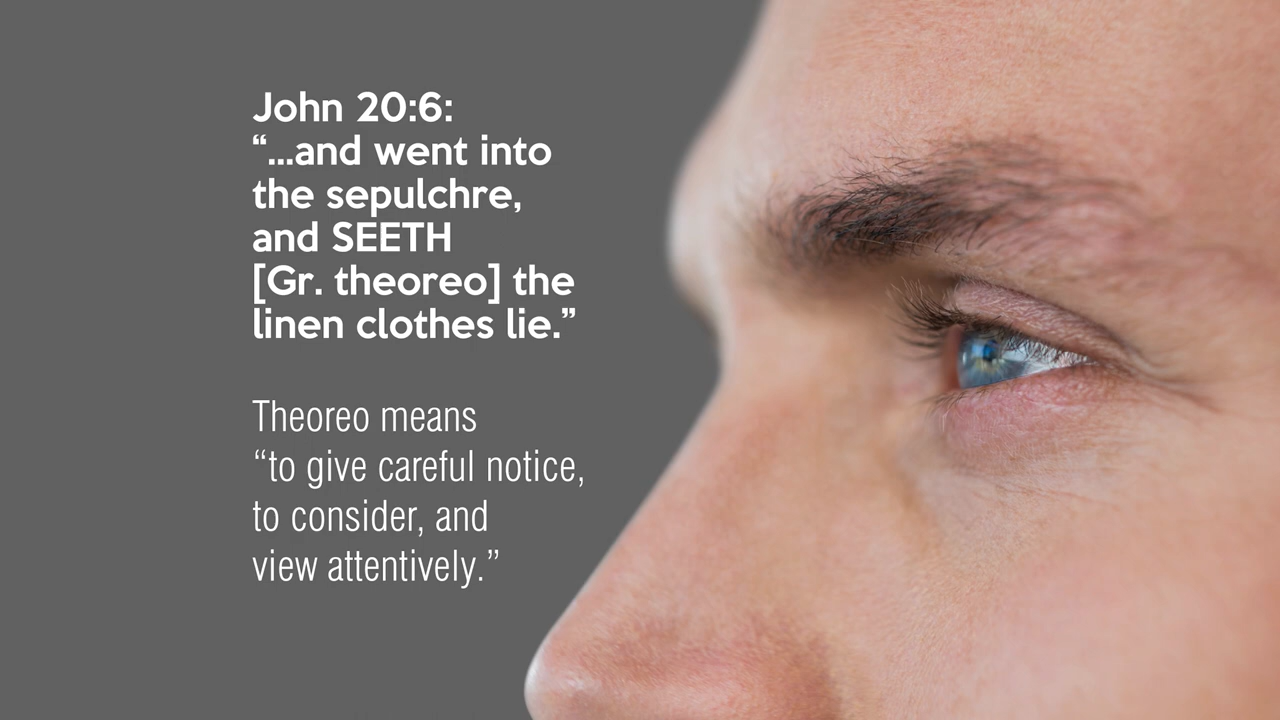 John 20:6:
“...and went into
the sepulchre,
and SEETH
[Gr. theoreo] the
linen clothes lie.”
Theoreo means
“to give careful notice,
to consider, and
view attentively.”